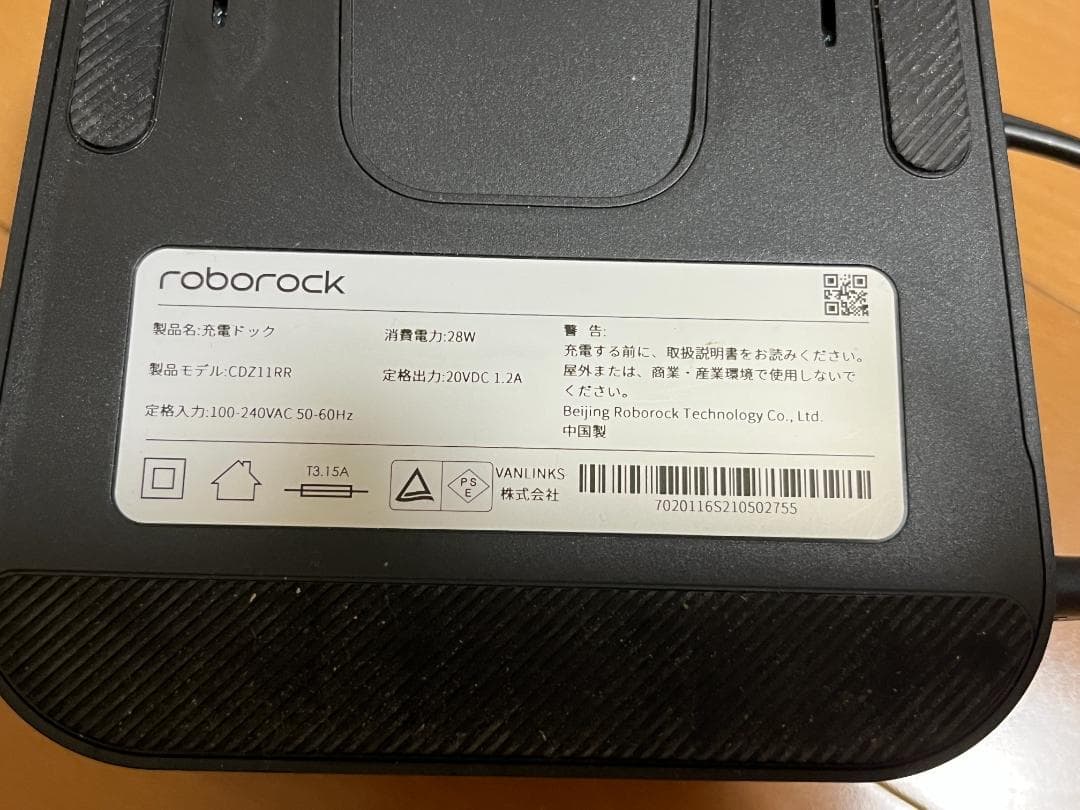 roborock
製品名:充電ドック
消費電力:28W
製品モデル:CDZ11RR
定格出力:20VDC 1.2A
定格入力:100-240VAC 50-60Hz
警 告:
充電する前に、取扱説明書をお読みください。
屋外または、商業・産業環境で使用しないで
ください。
Beijing Roborock Technology Co., Ltd.
中国製
T3.15A
PS
E
VANLINKS
株式会社
7020116S210502755